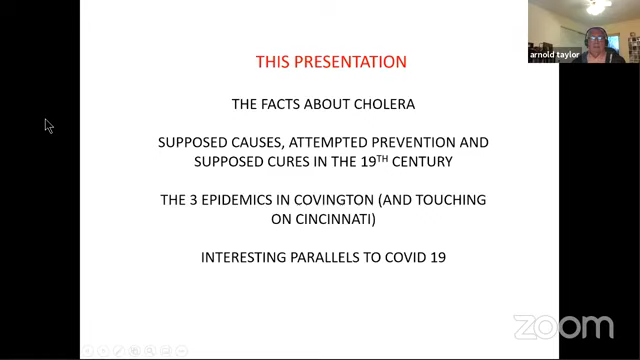 THIS PRESENTATION
arnold taylor
THE FACTS ABOUT CHOLERA
SUPPOSED CAUSES, ATTEMPTED PREVENTION AND
SUPPOSED CURES IN THE 19TH CENTURY
THE 3 EPIDEMICS IN COVINGTON (AND TOUCHING
ON CINCINNATI)
INTERESTING PARALLELS TO COVID 19
zoom